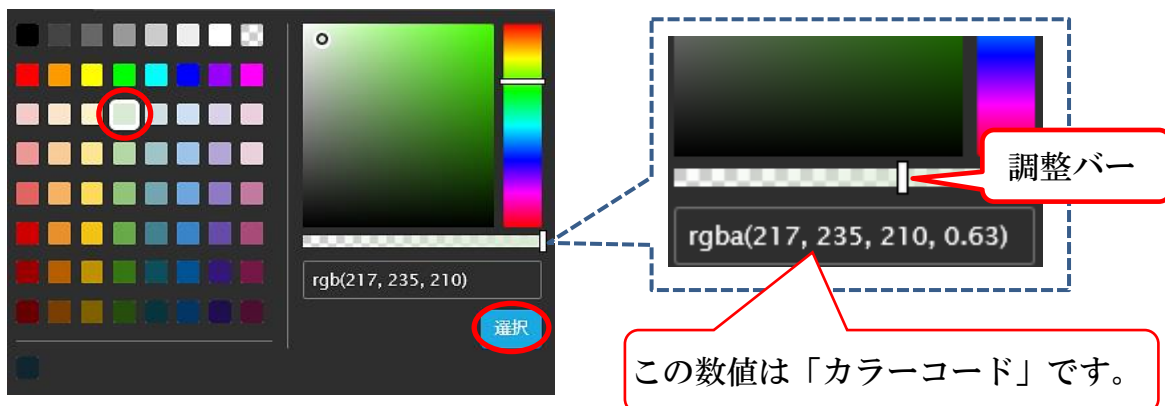 rgb(217, 235, 210)
選択
調整バー
rgba(217, 235, 210, 0.63)
この数値は「カラーコード」です。